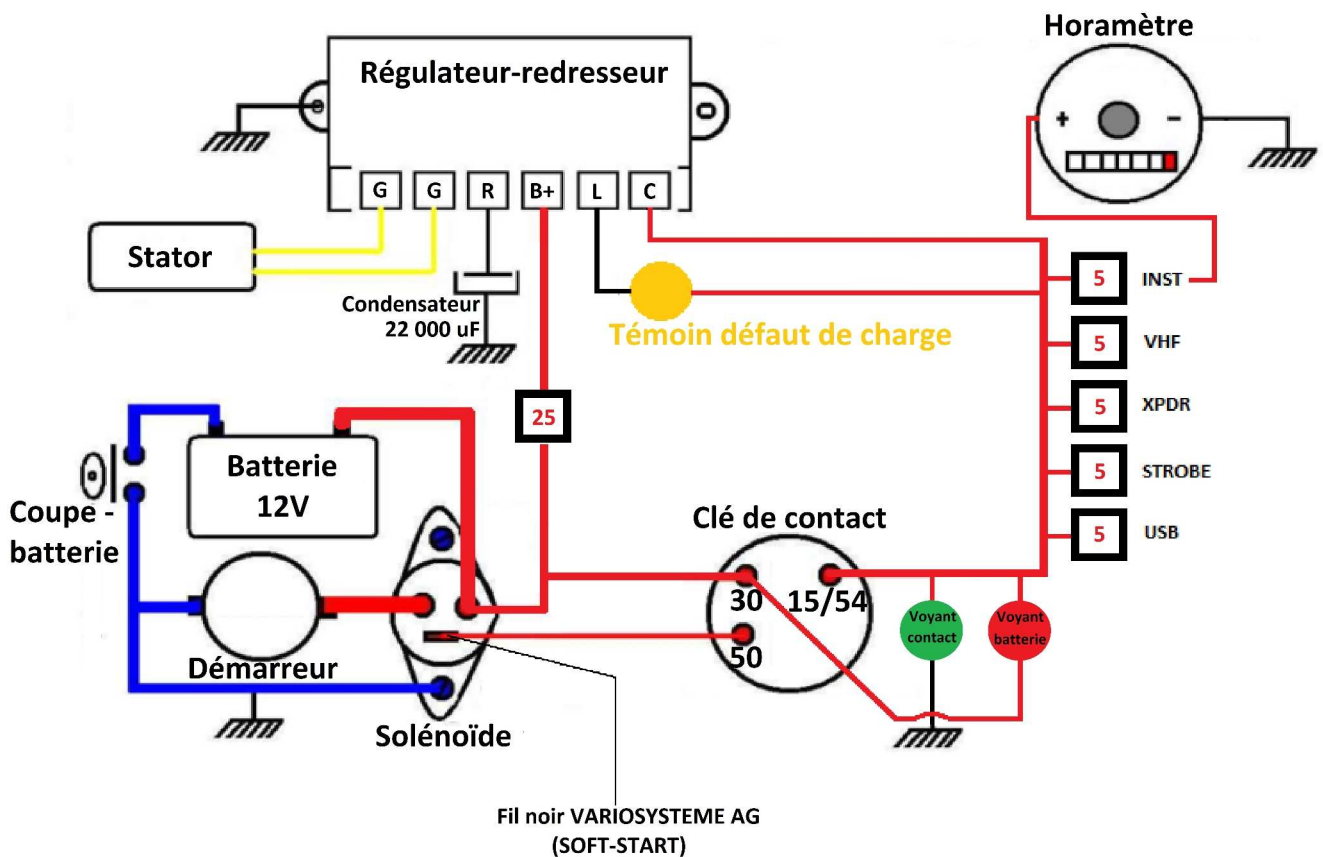 Horamètre
Régulateur-redresseur
+
−
G
G
R
B+
L
C
Stator
Condensateur
22 000 uF
Témoin défaut de charge
5
INST
5
VHF
5
XPDR
5
STROBE
5
USB
25
Batterie
12V
Coupe -
batterie
Clé de contact
30
15/54
50
Voyant
contact
Voyant
batterie
Démarreur
Solénoïde
Fil noir VARIOSYSTEME AG
(SOFT-START)